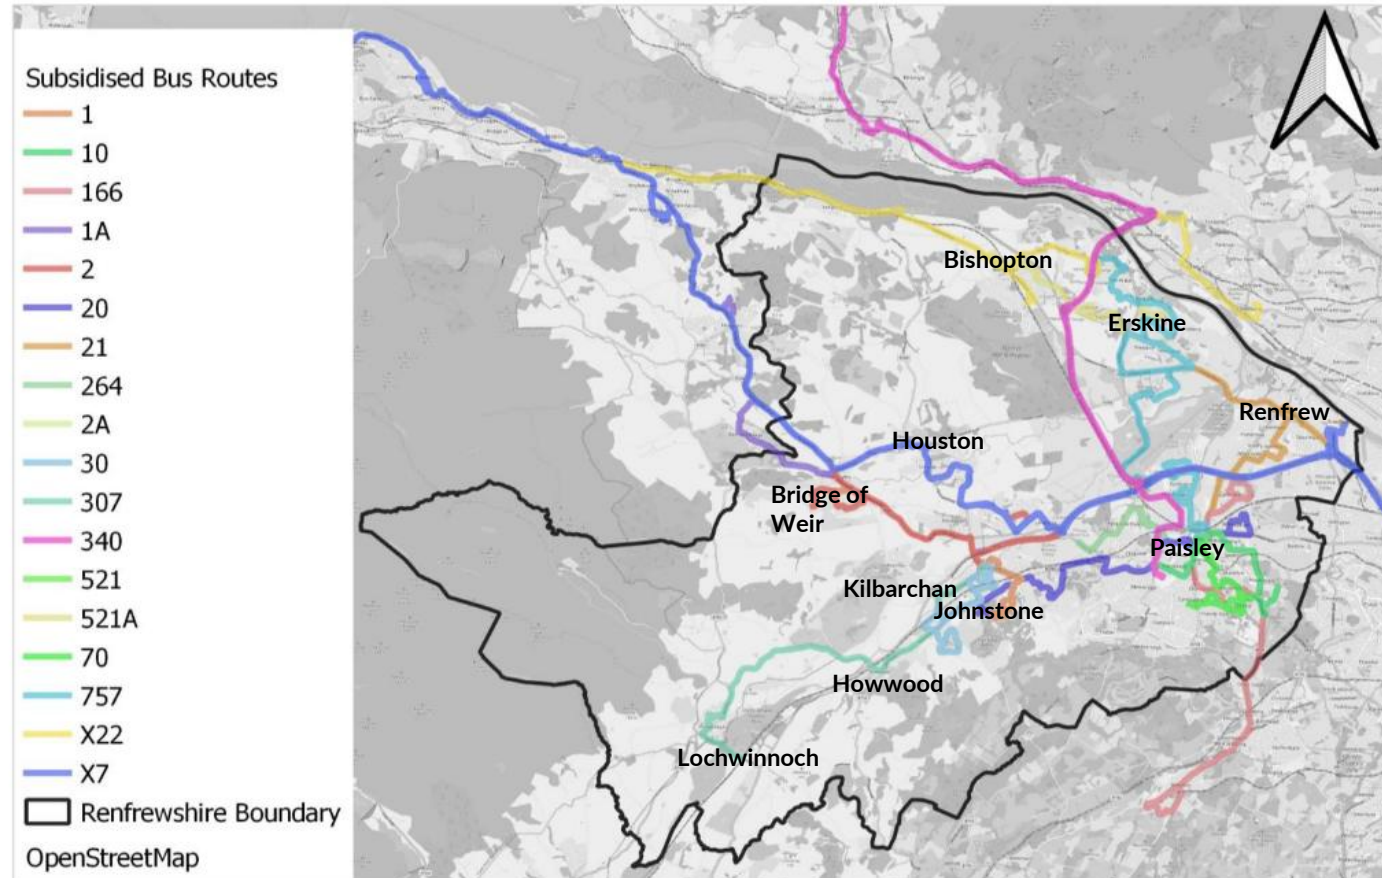 Subsidised Bus Routes
1
10
166
1A
2
20
21
264
2A
30
307
340
521
521A
70
757
X22
X7
Renfrewshire Boundary
OpenStreetMap
Bishopton
Erskine
Renfrew
Houston
Bridge of
Weir
Paisley
Kilbarchan
Johnstone
Howwood
Lochwinnoch